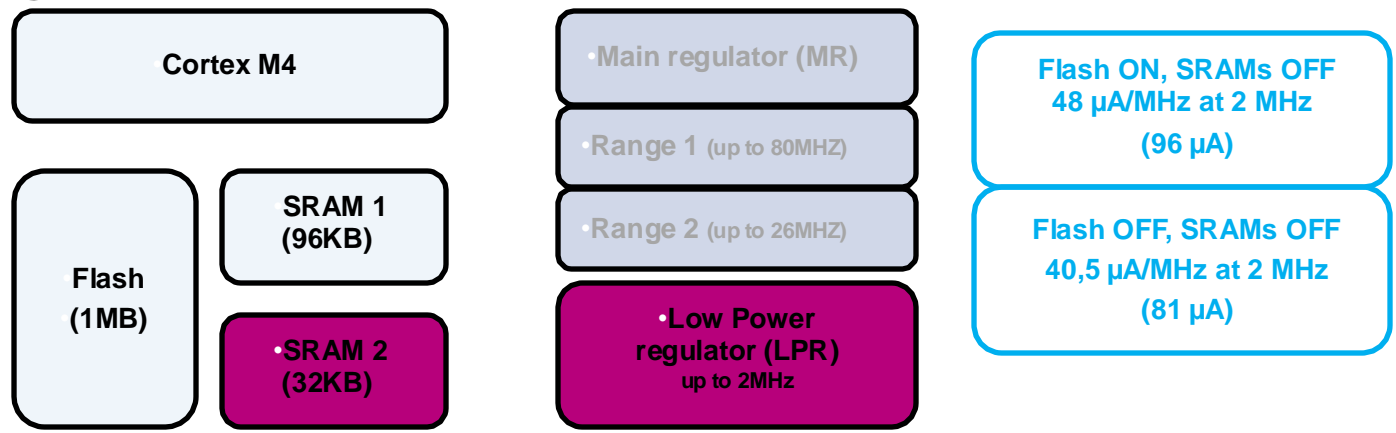 Cortex M4
•Flash
(1MB)
SRAM 1
(96KB)
•SRAM 2
(32KB)
•Main regulator (MR)
•Range 1 (up to 80MHZ)
•Range 2 (up to 26MHZ)
•Low Power
regulator (LPR)
up to 2MHz
Flash ON, SRAMs OFF
48 µA/MHz at 2 MHz
(96 µA)
Flash OFF, SRAMs OFF
40,5 µA/MHz at 2 MHz
(81 µA)